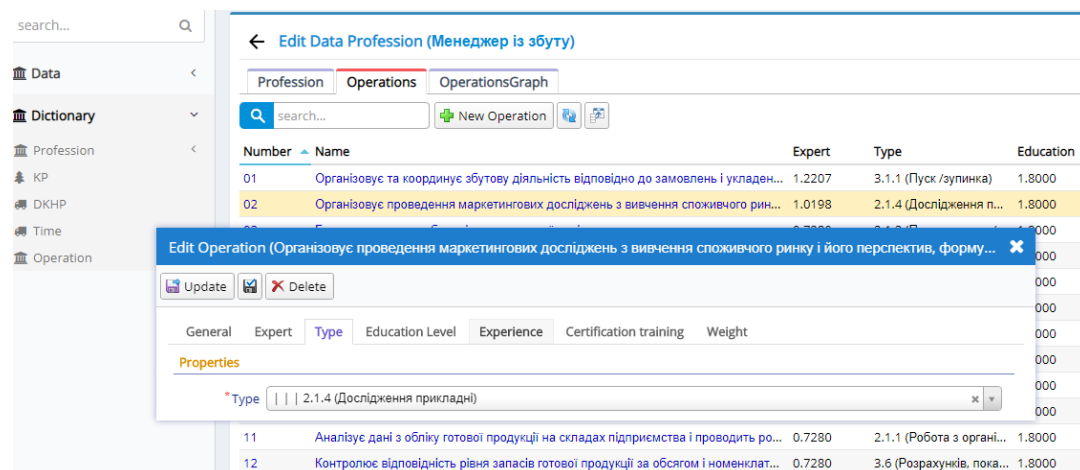 search...
Data
Dictionary
Profession
KP
DKHP
Time
Operation
Edit Data Profession (Менеджер із збуту)
Profession Operations OperationsGraph
search... New Operation
Number Name Expert Type Education
01 Організовує та координує збутову діяльність відповідно до замовлень і укладен... 1.2207 3.1.1 (Пуск /зупинка) 1.8000
02 Організовує проведення маркетингових досліджень з вивчення споживчого рин... 1.0198 2.1.4 (Дослідження п... 1.8000
Edit Operation (Організовує проведення маркетингових досліджень з вивчення споживчого ринку і його перспектив, форму...
Update Delete
General Expert Type Education Level Experience Certification training Weight
Properties
*Type | | | 2.1.4 (Дослідження прикладні)
11 Аналізує дані з обліку готової продукції на складах підприємства і проводить ро... 0.7280 2.1.1 (Робота з органі... 1.8000
12 Контролює відповідність рівня запасів готової продукції за обсягом і номенклат... 0.7280 3.6 (Розрахунків, пока... 1.8000